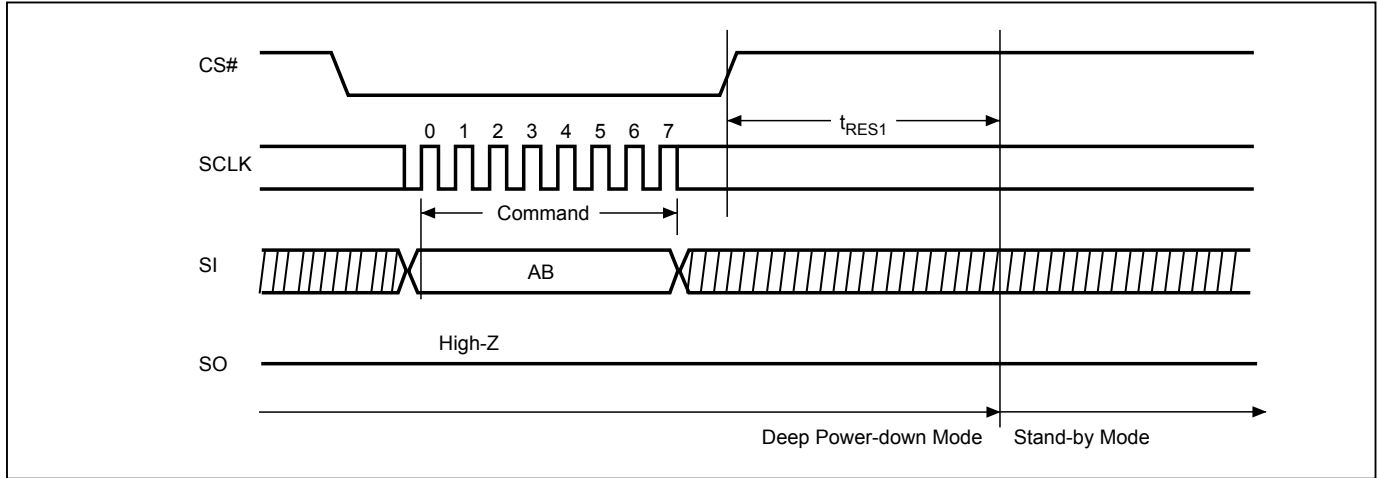 CS#
tRES1
0 1 2 3 4 5 6 7
SCLK
Command
SI
AB
High-Z
SO
Deep Power-down Mode Stand-by Mode